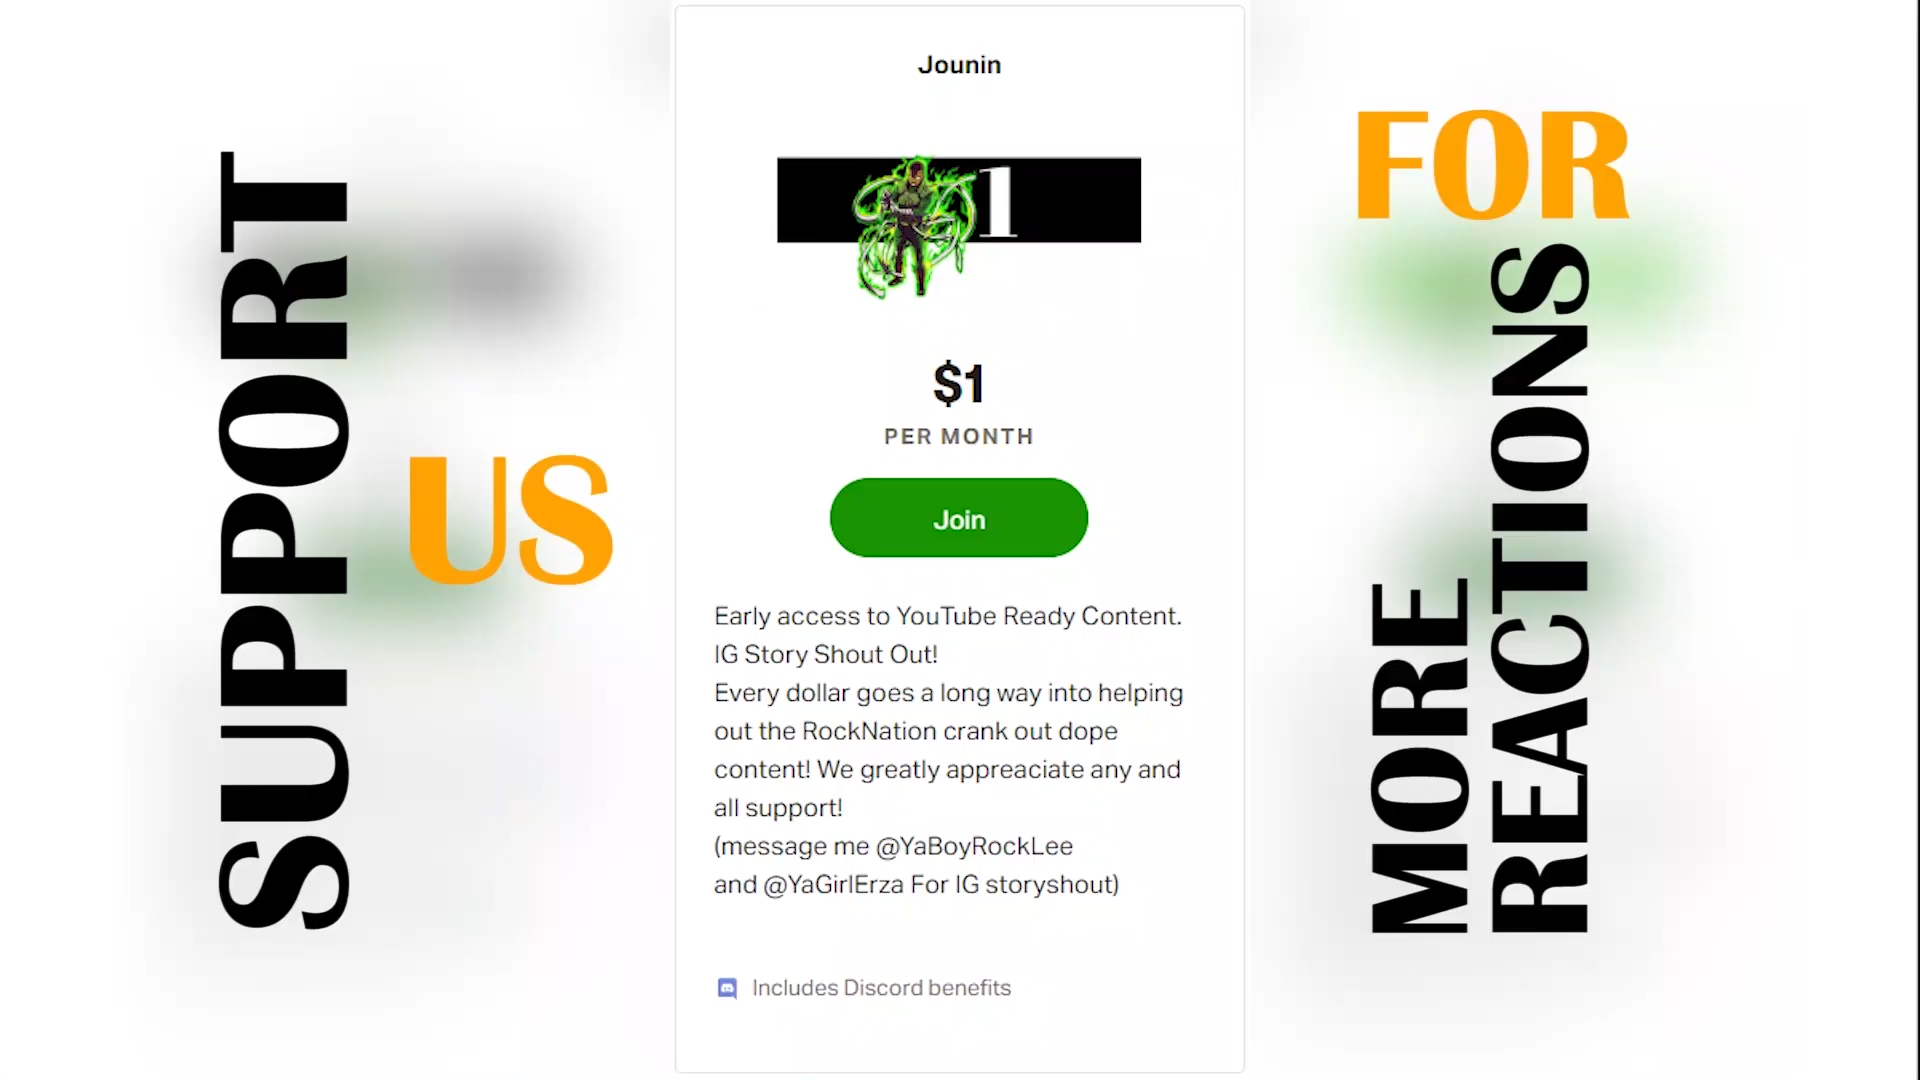 SUPPORT
US
Jounin
1
$1
PER MONTH
Join
Early access to YouTube Ready Content.
IG Story Shout Out!
Every dollar goes a long way into helping
out the RockNation crank out dope
content! We greatly appreaciate any and
all support!
(message me @YaBoyRockLee
and @YaGirlErza For IG storyshout)
Includes Discord benefits
FOR
MORE
REACTIONS